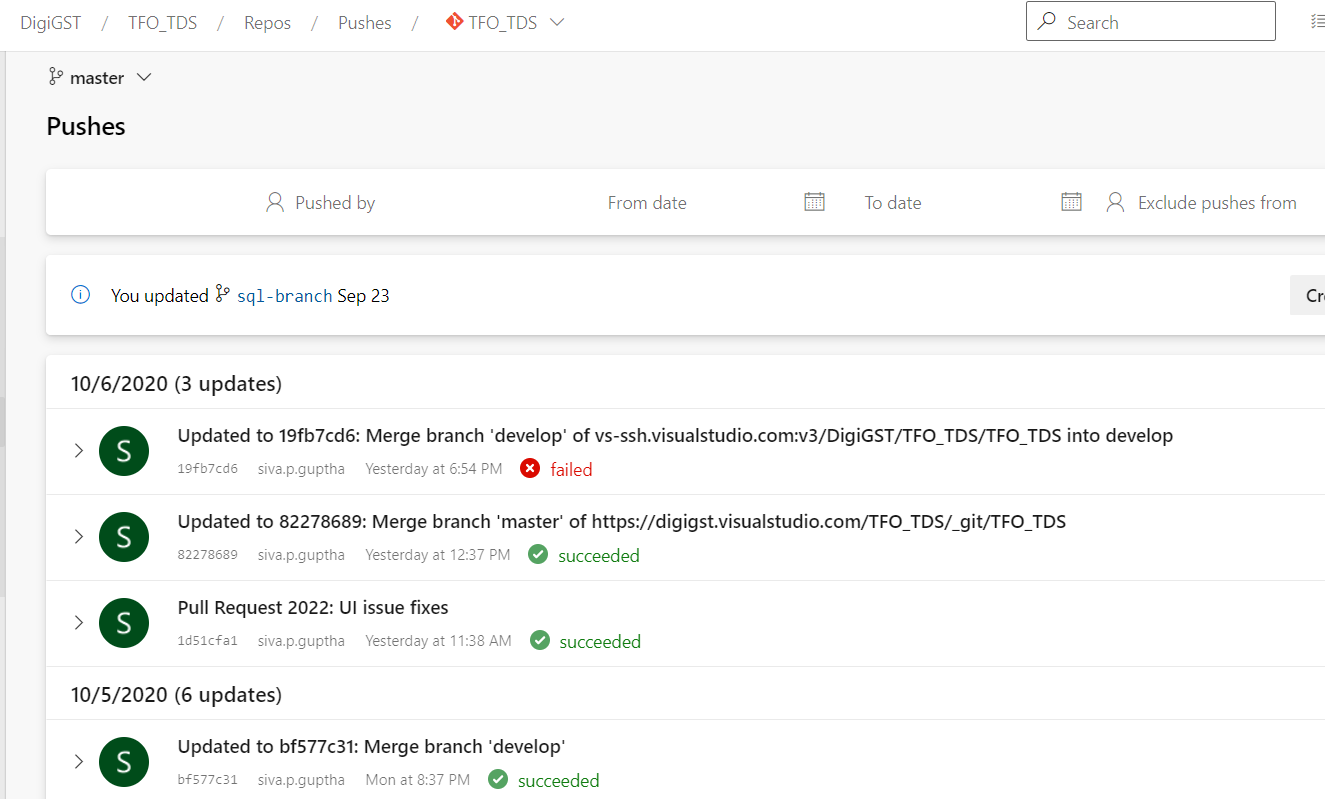 DigiGST / TFO_TDS / Repos / Pushes / TFO_TDS
Search
master
Pushes
Pushed by
From date
To date
Exclude pushes from
You updated sql-branch Sep 23
10/6/2020 (3 updates)
S
Updated to 19fb7cd6: Merge branch 'develop' of vs-ssh.visualstudio.com:v3/DigiGST/TFO_TDS/TFO_TDS into develop
19fb7cd6 siva.p.guptha Yesterday at 6:54 PM failed
S
Updated to 82278689: Merge branch 'master' of https://digigst.visualstudio.com/TFO_TDS/_git/TFO_TDS
82278689 siva.p.guptha Yesterday at 12:37 PM succeeded
S
Pull Request 2022: UI issue fixes
1d51cfa1 siva.p.guptha Yesterday at 11:38 AM succeeded
10/5/2020 (6 updates)
S
Updated to bf577c31: Merge branch 'develop'
bf577c31 siva.p.guptha Mon at 8:37 PM succeeded